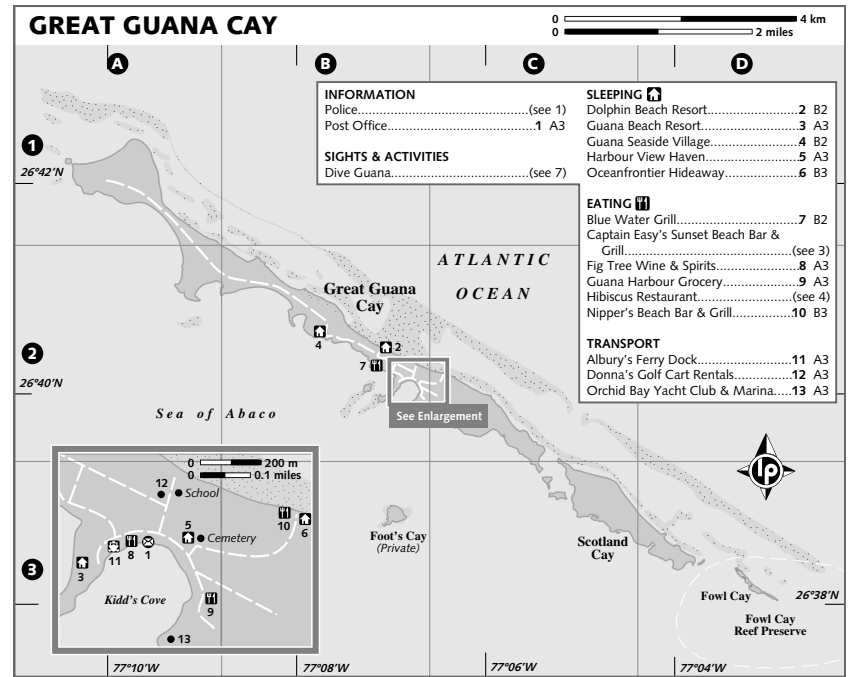 GREAT GUANA CAY
0 4 km
0 2 miles
A B C D
INFORMATION
Police (see 1)
Post Office 1 A3
SIGHTS & ACTIVITIES
Dive Guana (see 7)
SLEEPING
Dolphin Beach Resort 2 B2
Guana Beach Resort 3 A3
Guana Seaside Village 4 B2
Harbour View Haven 5 A3
Oceanfrontier Hideaway 6 B3
EATING
Blue Water Grill 7 B2
Captain Easy's Sunset Beach Bar &
Grill (see 3)
Fig Tree Wine & Spirits 8 A3
Guana Harbour Grocery 9 A3
Hibiscus Restaurant (see 4)
Nipper's Beach Bar & Grill 10 B3
TRANSPORT
Albury's Ferry Dock 11 A3
Donna's Golf Cart Rentals 12 A3
Orchid Bay Yacht Club & Marina 13 A3
1
26°42'N
ATLANTIC
OCEAN
Great Guana
Cay
4
2
7
2
26°40'N
See Enlargement
Sea of Abaco
0 200 m
0 0.1 miles
12
School
10
6
5
Cemetery
3
11
8
1
9
Kidd's Cove
13
3
Foot's Cay
(Private)
Scotland
Cay
Fowl Cay
26°38'N
Fowl Cay
Reef Preserve
lp
77°10'W
77°08'W
77°06'W
77°04'W